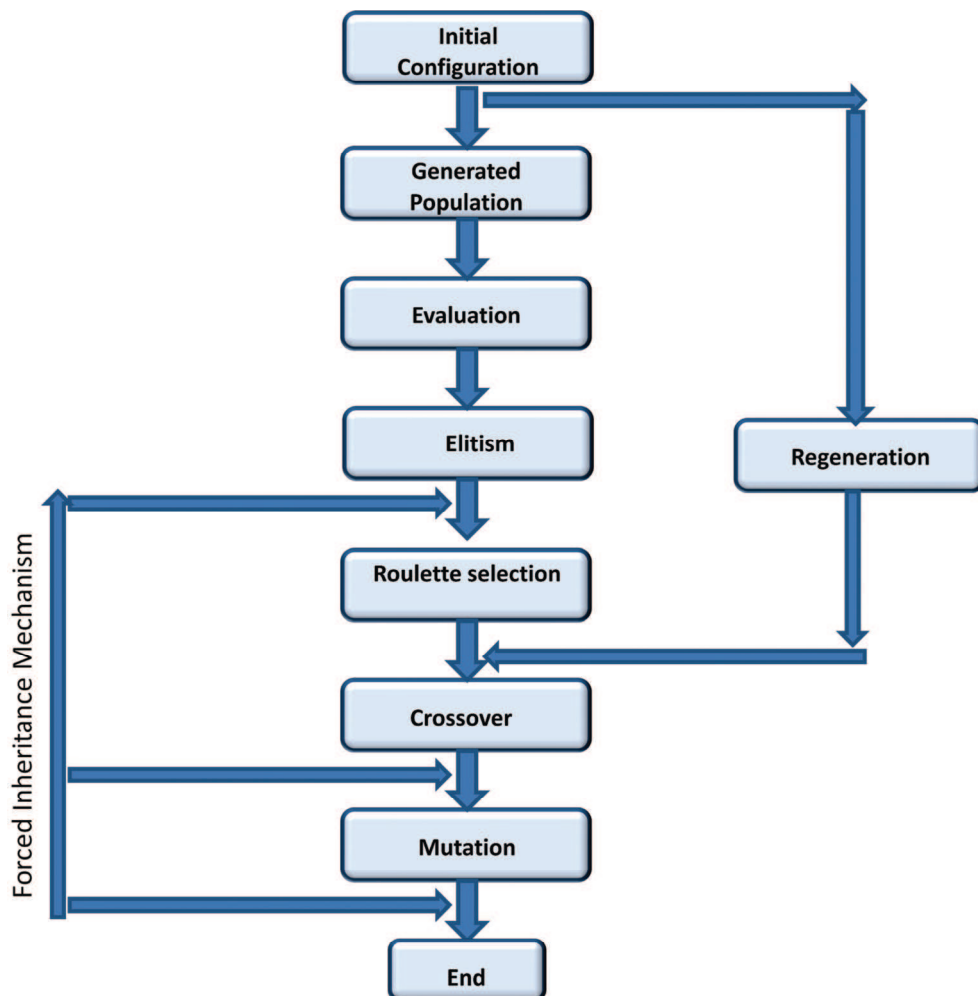 Initial
Configuration
Generated
Population
Evaluation
Elitism
Regeneration
Roulette selection
Crossover
Mutation
End
Forced Inheritance Mechanism